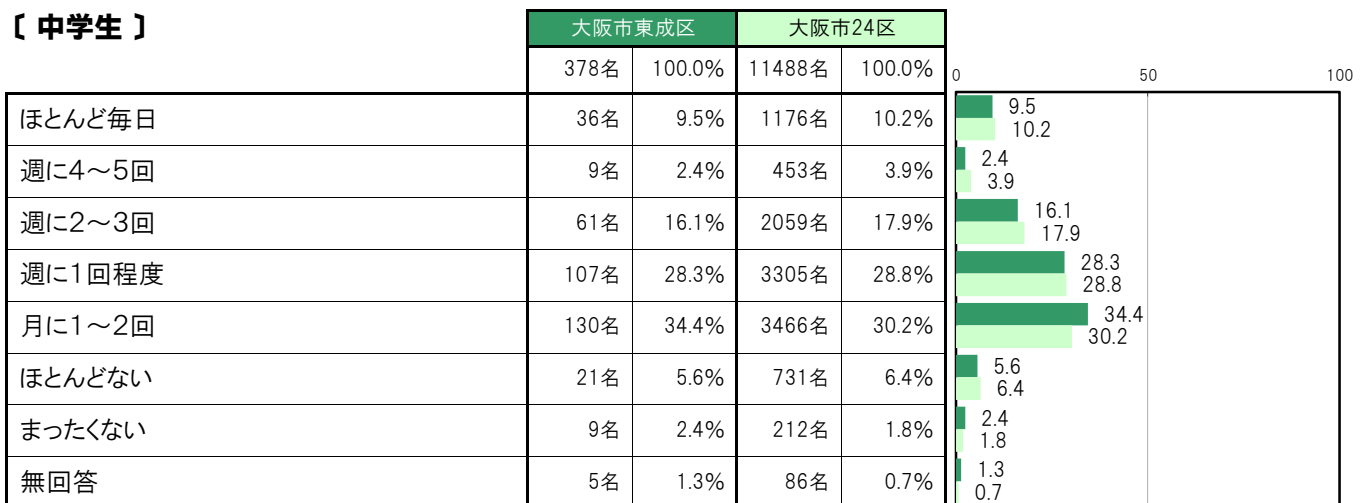 〔 中学生 〕
大阪市東成区 大阪市24区
378名 100.0% 11488名 100.0%
0 50 100
ほとんど毎日 36名 9.5% 1176名 10.2% 9.5
10.2
週に4～5回 9名 2.4% 453名 3.9% 2.4
3.9
週に2～3回 61名 16.1% 2059名 17.9% 16.1
17.9
週に1回程度 107名 28.3% 3305名 28.8% 28.3
28.8
月に1～2回 130名 34.4% 3466名 30.2% 34.4
30.2
ほとんどない 21名 5.6% 731名 6.4% 5.6
6.4
まったくない 9名 2.4% 212名 1.8% 2.4
1.8
無回答 5名 1.3% 86名 0.7% 1.3
0.7